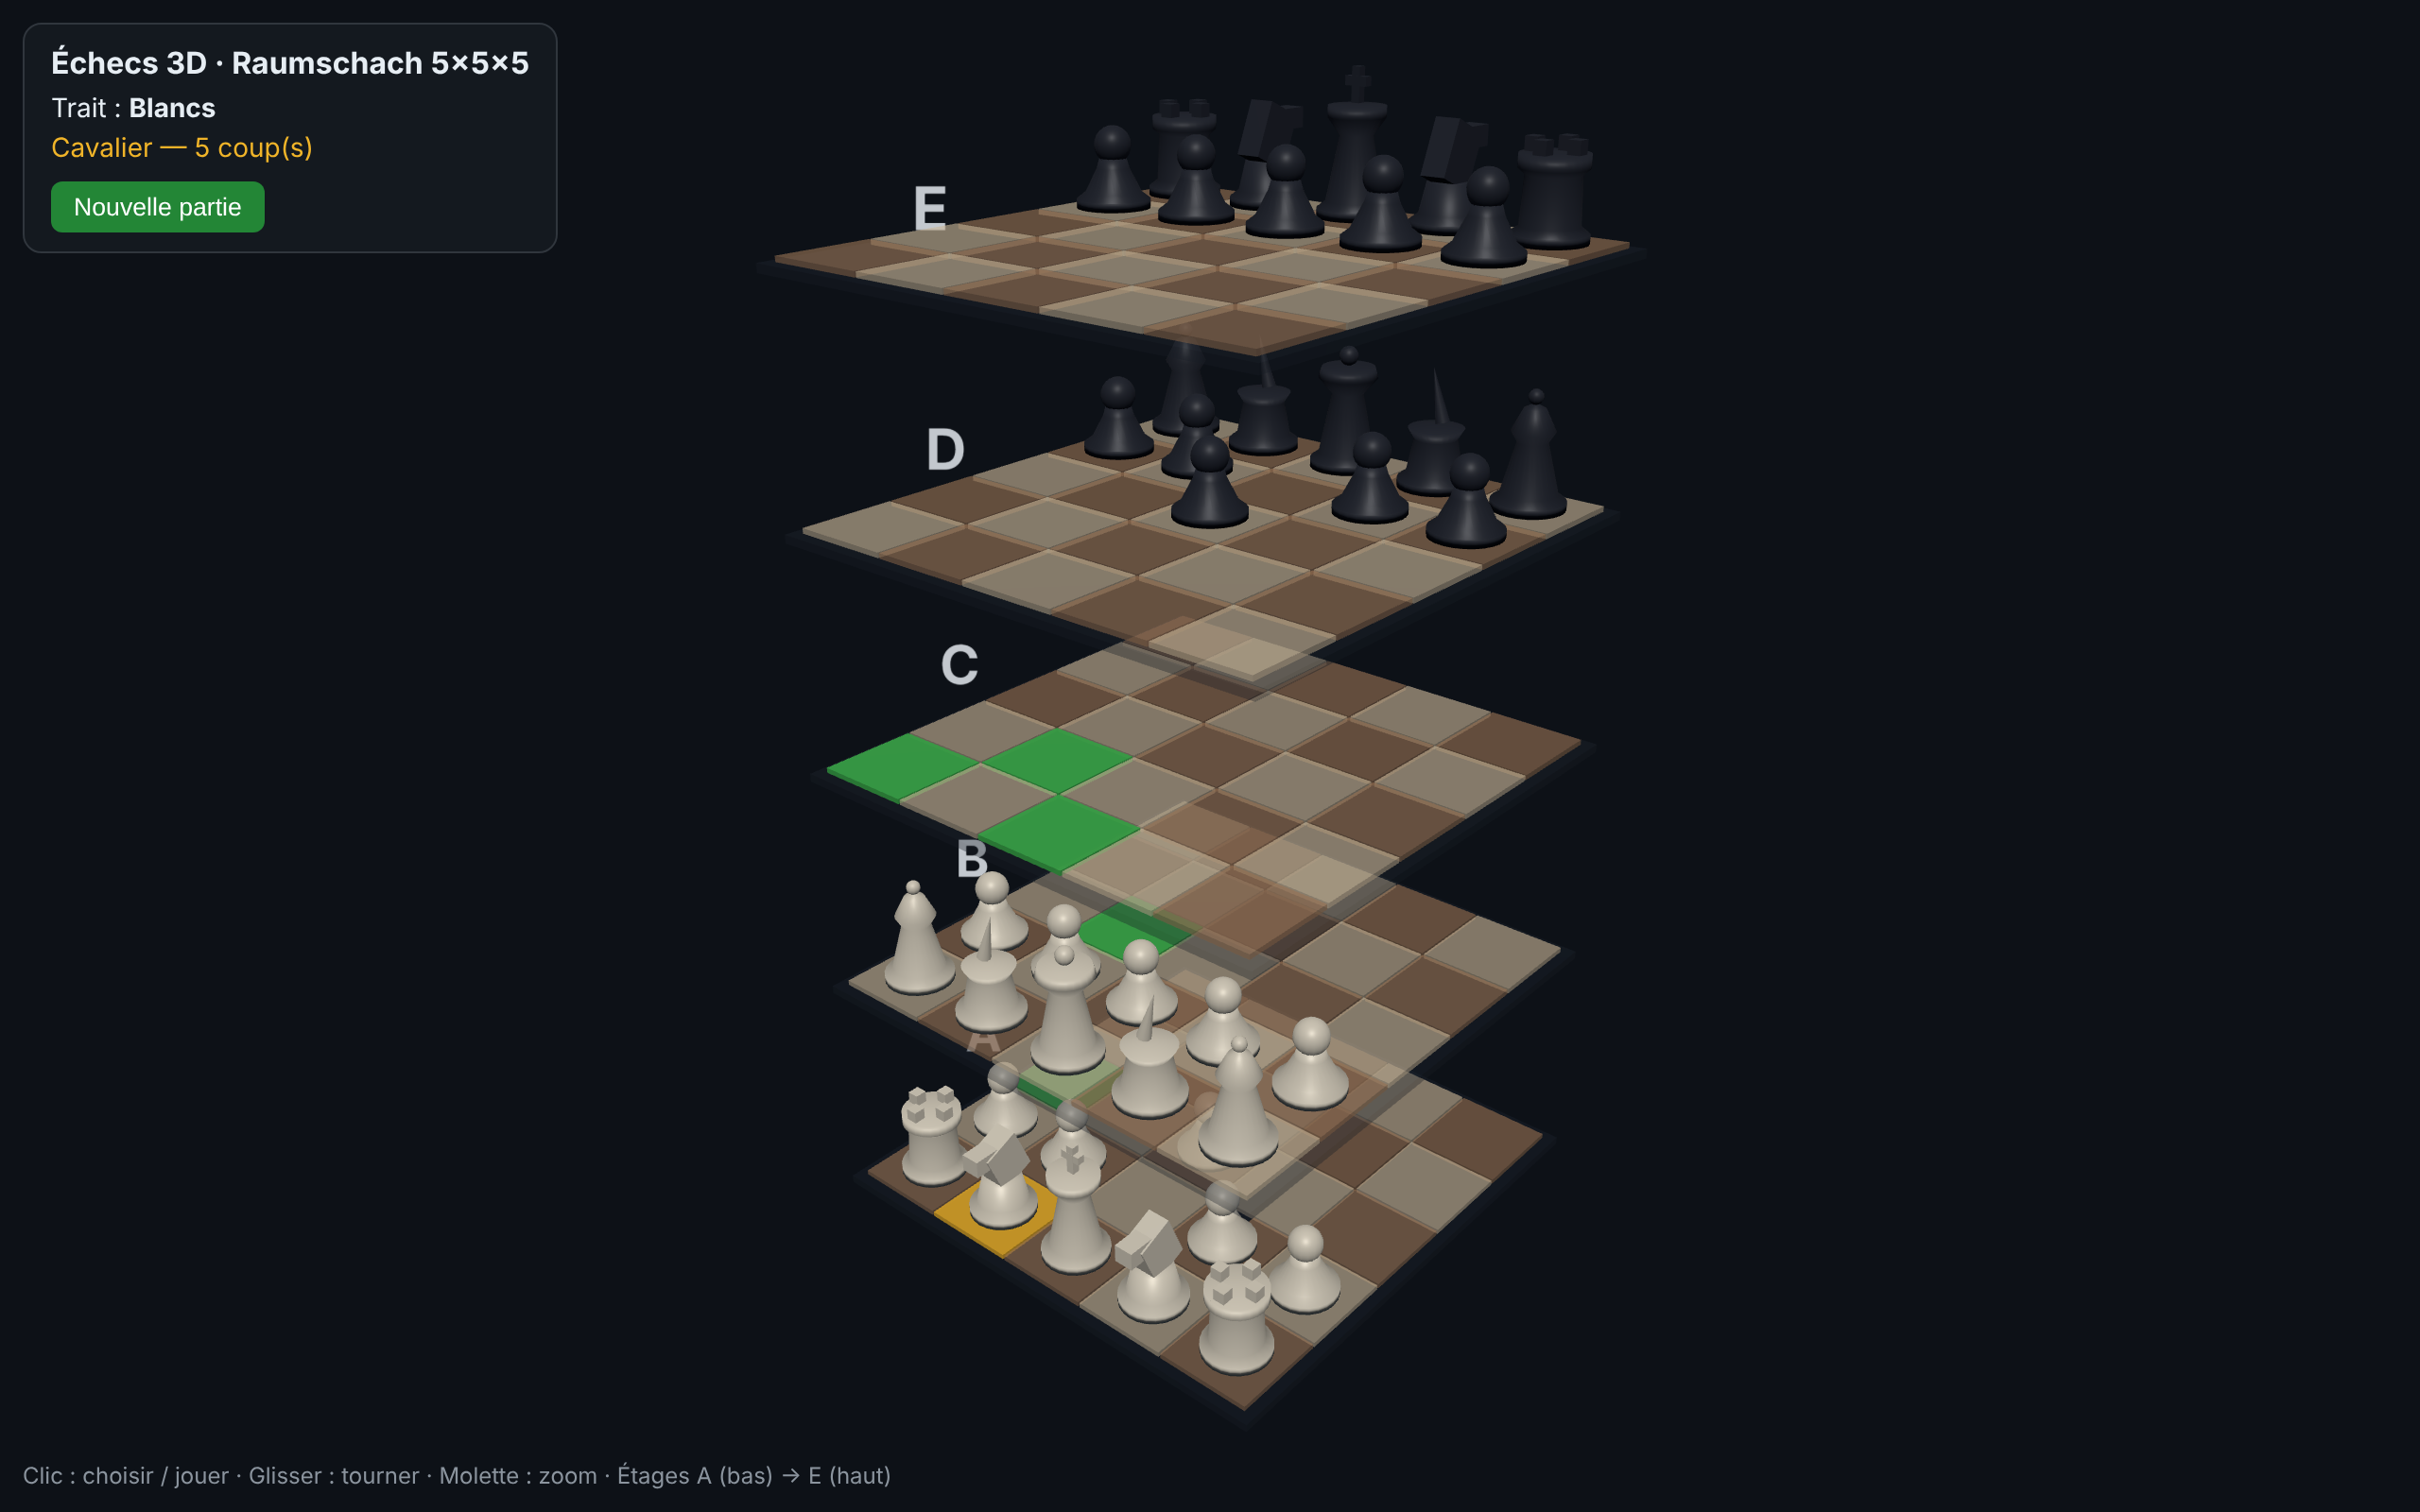 Échecs 3D · Raumschach 5×5×5
Trait : Blancs
Cavalier — 5 coup(s)
Nouvelle partie
E
D
C
B
A
Clic : choisir / jouer · Glisser : tourner · Molette : zoom · Étages A (bas) → E (haut)